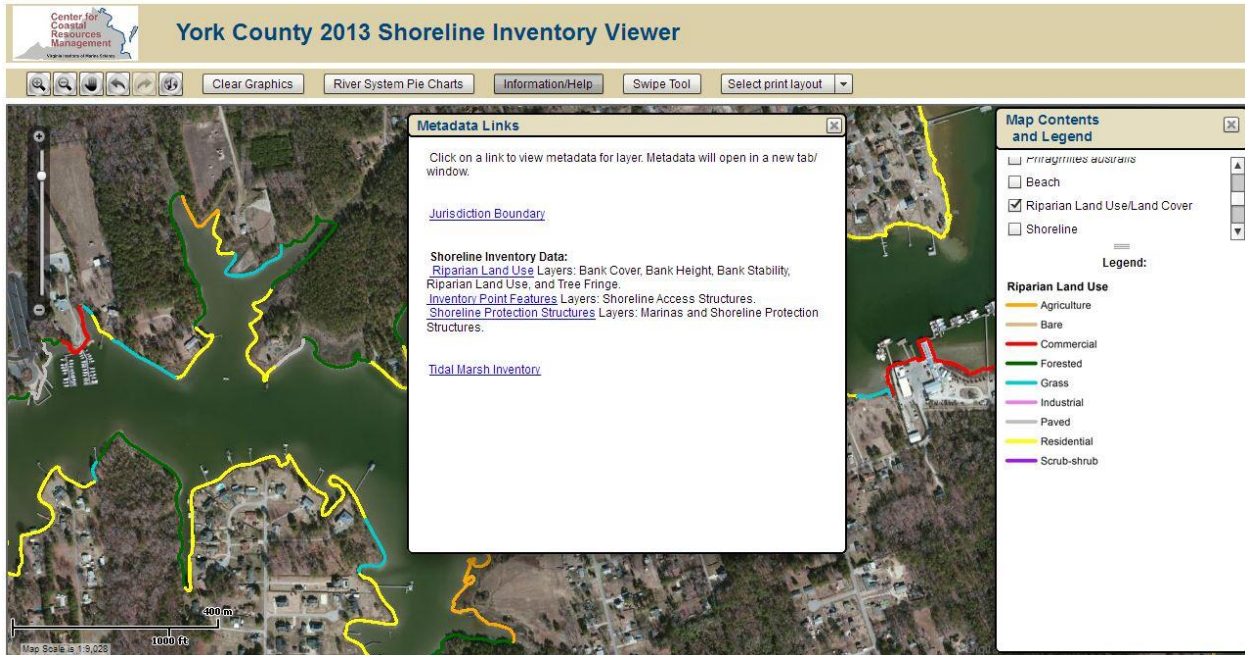 Center for
Coastal
Resources
Management
Virginia Institute of Marine Science
York County 2013 Shoreline Inventory Viewer
Clear Graphics
River System Pie Charts
Information/Help
Swipe Tool
Select print layout
Metadata Links
Click on a link to view metadata for layer. Metadata will open in a new tab/
window.
Jurisdiction Boundary
Shoreline Inventory Data:
Riparian Land Use Layers: Bank Cover, Bank Height, Bank Stability,
Riparian Land Use, and Tree Fringe.
Inventory Point Features Layers: Shoreline Access Structures.
Shoreline Protection Structures Layers: Marinas and Shoreline Protection
Structures.
Tidal Marsh Inventory
Map Contents
and Legend
Phragmites australis
Beach
Riparian Land Use/Land Cover
Shoreline
Legend:
Riparian Land Use
Agriculture
Bare
Commercial
Forested
Grass
Industrial
Paved
Residential
Scrub-shrub
400 m
1000 ft
Map Scale is 1:9,028